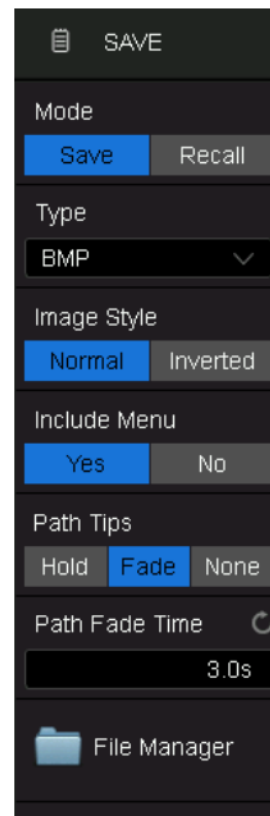 SAVE
Mode
Save Recall
Type
BMP
Image Style
Normal Inverted
Include Menu
Yes No
Path Tips
Hold Fade None
Path Fade Time
3.0s
File Manager